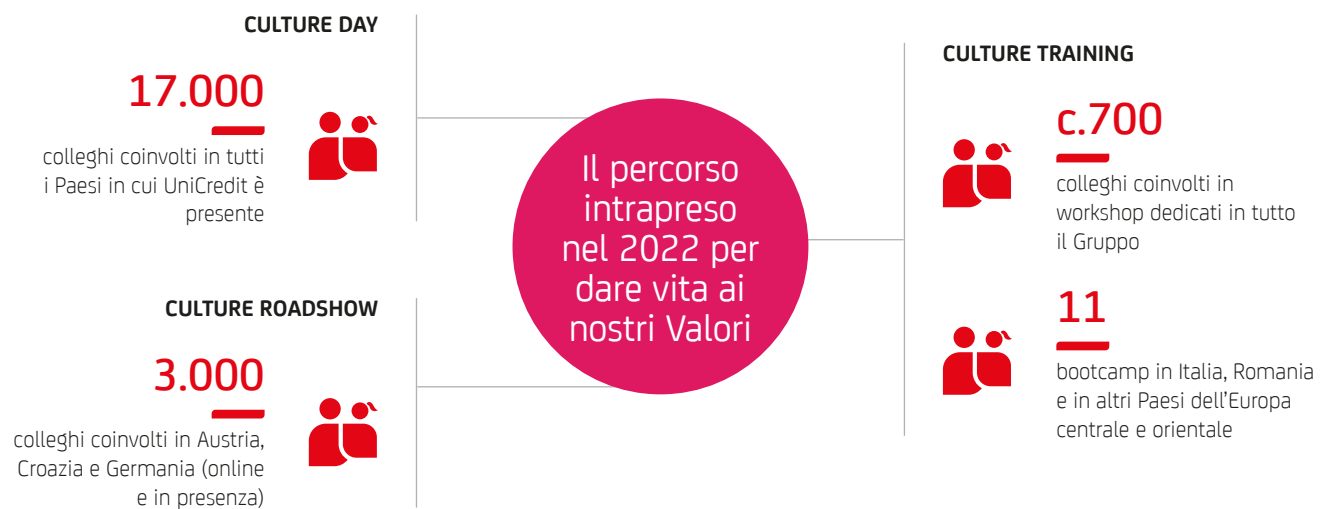 CULTURE DAY
17.000
colleghi coinvolti in tutti
i Paesi in cui UniCredit è
presente
CULTURE ROADSHOW
3.000
colleghi coinvolti in Austria,
Croazia e Germania (online
e in presenza)
Il percorso
intrapreso
nel 2022 per
dare vita ai
nostri Valori
CULTURE TRAINING
c.700
colleghi coinvolti in
workshop dedicati in tutto
il Gruppo
11
bootcamp in Italia, Romania
e in altri Paesi dell'Europa
centrale e orientale